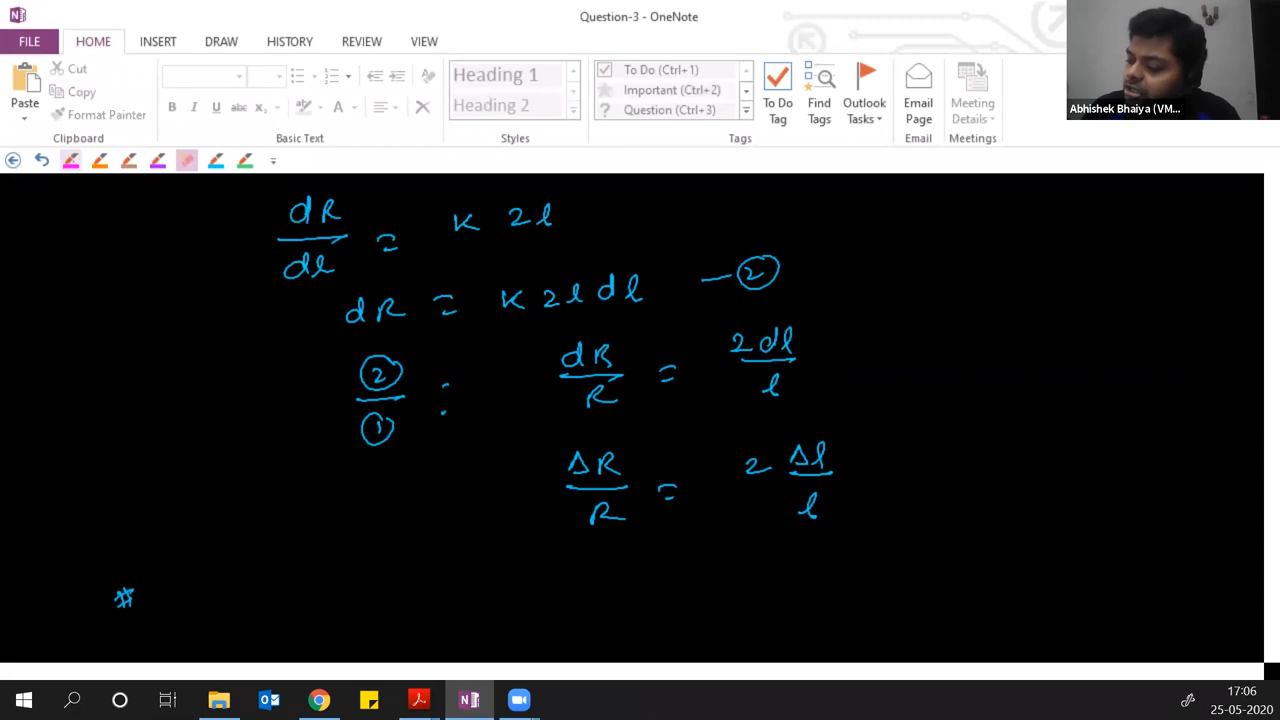 Question-3 - OneNote
FILE HOME INSERT DRAW HISTORY REVIEW VIEW
Paste
Cut
Copy
Format Painter
Clipboard
B I U abc X₂ A
Basic Text
Heading 1
Heading 2
Styles
To Do (Ctrl+1)
Important (Ctrl+2)
? Question (Ctrl+3)
To Do Tag
Find Tags
Outlook Tasks
Tags
Email Page
Email
Meeting Details
Meetings
Abhishek Bhaiya (VM...
dR/dl = K 2l
dR = K 2l dl — ②
②/① : dR/R = 2dl/l
ΔR/R = 2 Δl/l
#
17:06
25-05-2020